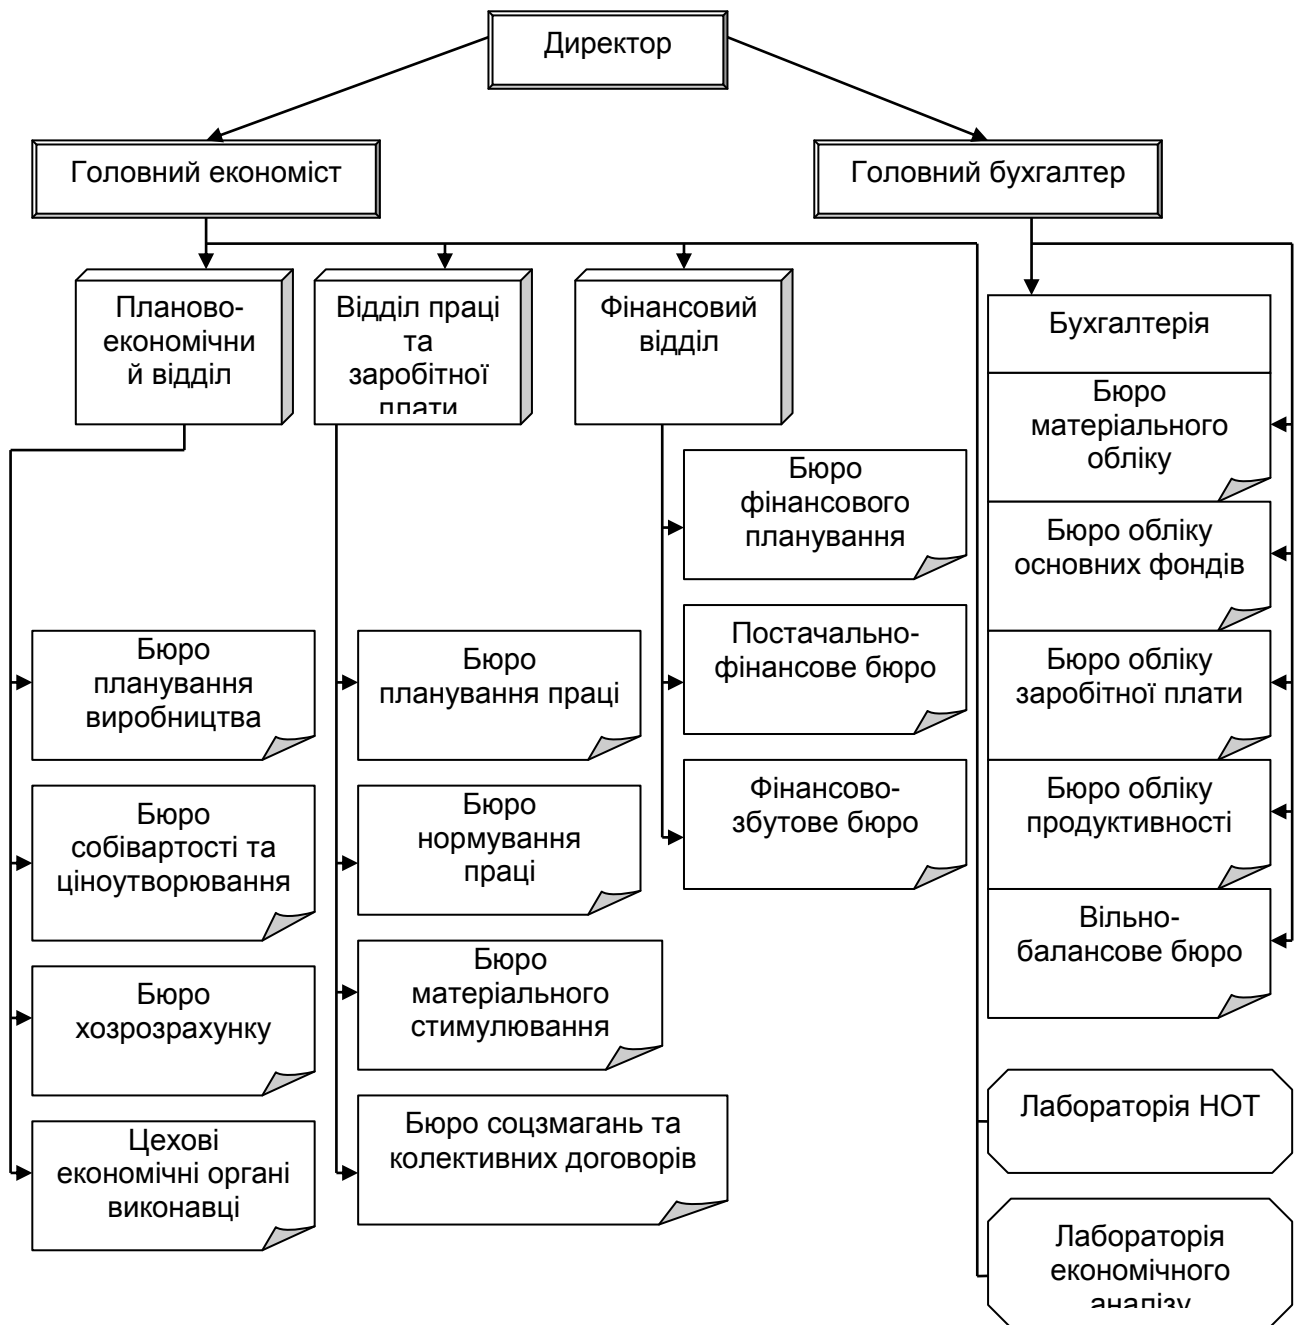 Директор
Головний економіст
Головний бухгалтер
Планово-
економічни
й відділ
Відділ праці
та
заробітної
плати
Фінансовий
відділ
Бухгалтерія
Бюро
матеріального
обліку
Бюро обліку
основних фондів
Бюро обліку
заробітної плати
Бюро обліку
продуктивності
Вільно-
балансове бюро
Бюро
фінансового
планування
Постачально-
фінансове бюро
Фінансово-
збутове бюро
Бюро
планування
виробництва
Бюро
собівартості та
ціноутворювання
Бюро
хозрозрахунку
Цехові
економічні органі
виконавці
Бюро
планування праці
Бюро
нормування
праці
Бюро
матеріального
стимулювання
Бюро соцзмагань та
колективних договорів
Лабораторія НОТ
Лабораторія
економічного
аналізу